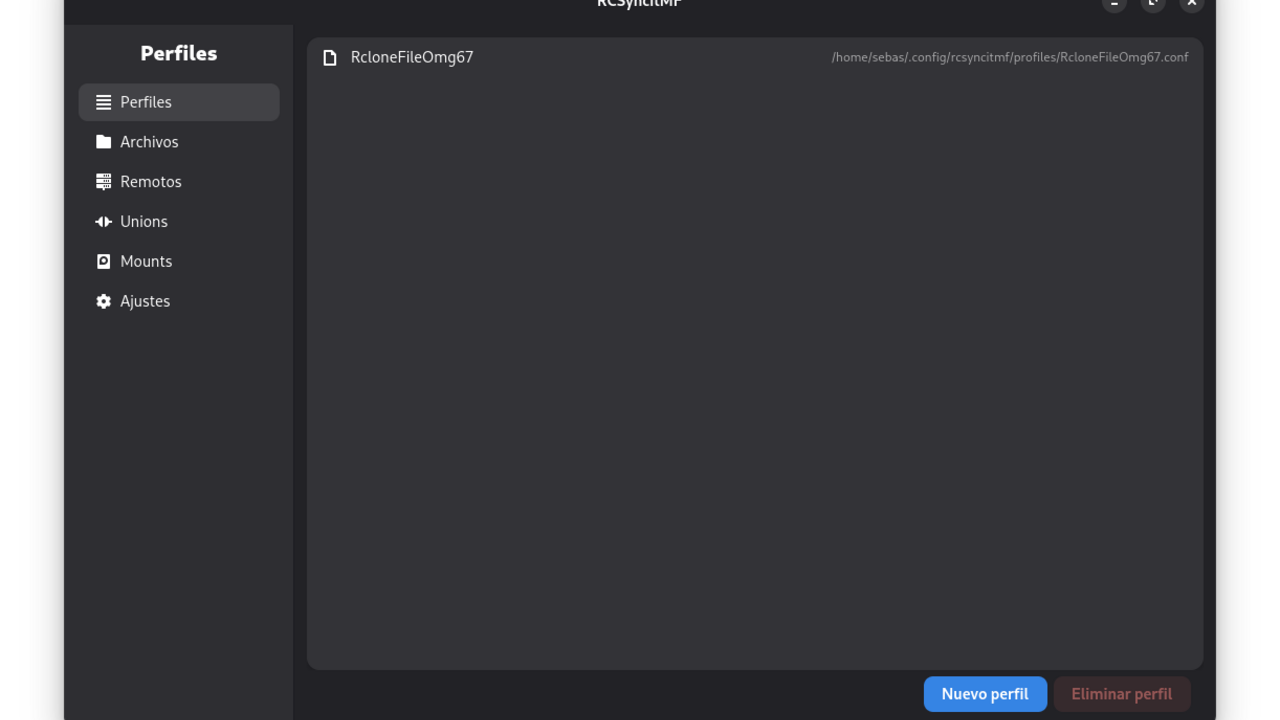 RCSyncitMF
Perfiles
Perfiles
Archivos
Remotos
Unions
Mounts
Ajustes
RcloneFileOmg67 /home/sebas/.config/rcsyncitmf/profiles/RcloneFileOmg67.conf
Nuevo perfil Eliminar perfil